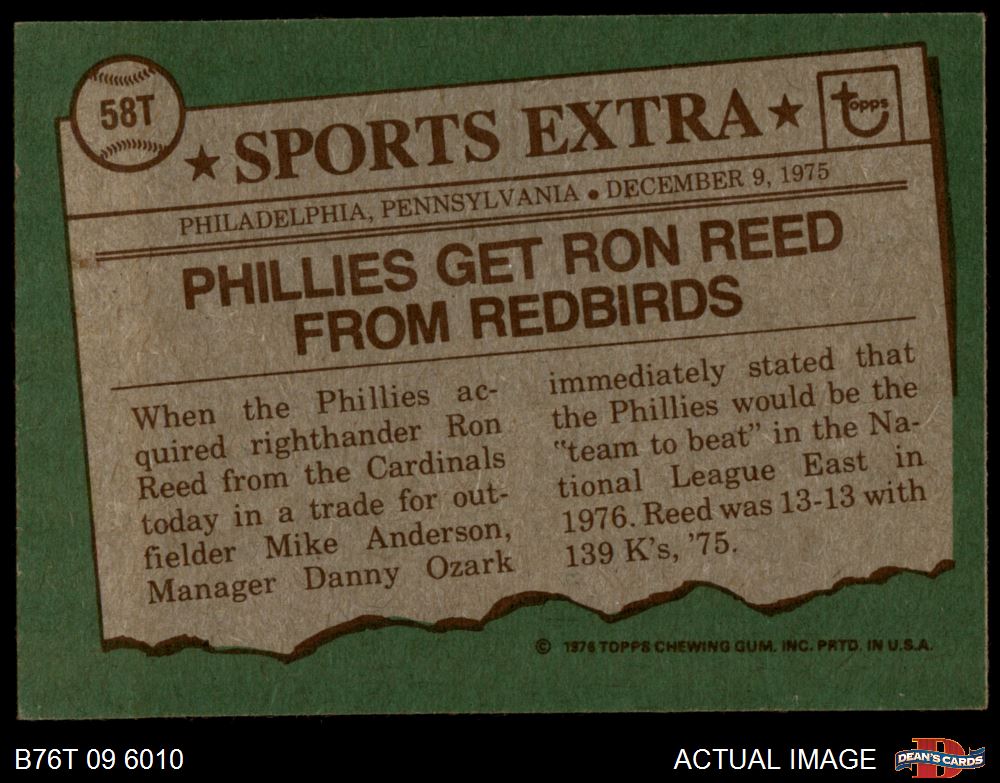 58T
★ SPORTS EXTRA ★
topps
PHILADELPHIA, PENNSYLVANIA • DECEMBER 9, 1975
PHILLIES GET RON REED
FROM REDBIRDS
When the Phillies ac-
quired righthander Ron
Reed from the Cardinals
today in a trade for out-
fielder Mike Anderson,
Manager Danny Ozark
immediately stated that
the Phillies would be the
"team to beat" in the Na-
tional League East in
1976. Reed was 13-13 with
139 K's, '75.
© 1976 TOPPS CHEWING GUM. INC. PRTD. IN U.S.A.
B76T 09 6010
ACTUAL IMAGE
D
DEAN'S CARDS